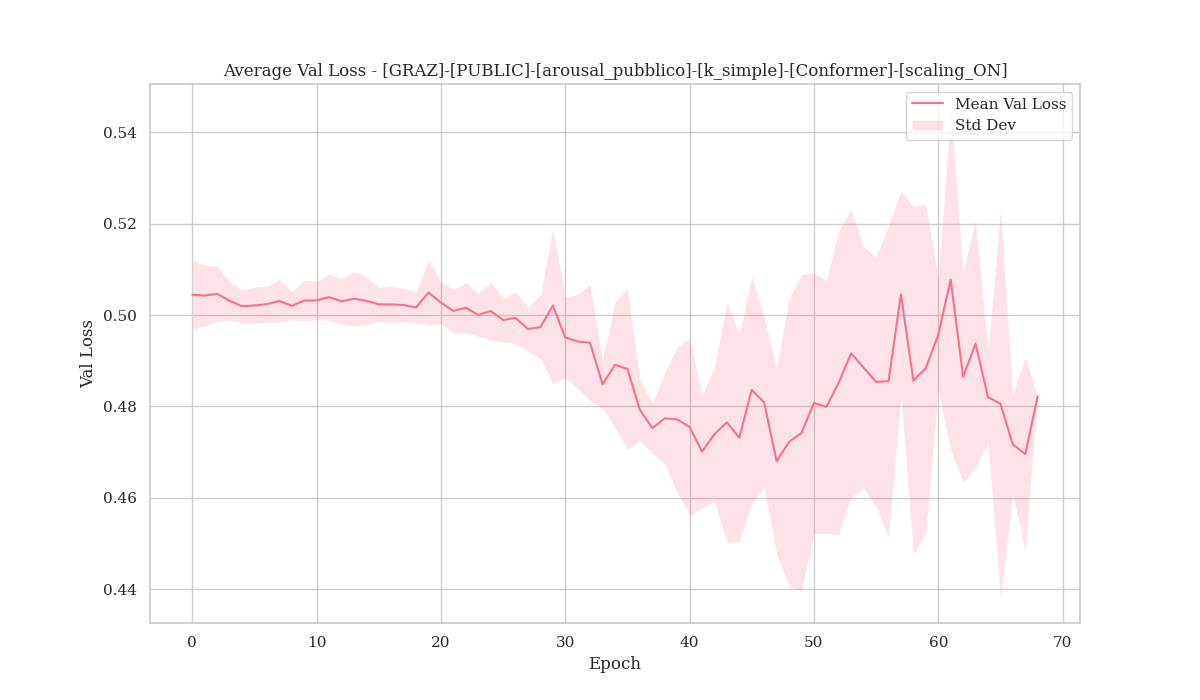 Average Val Loss - [GRAZ]-[PUBLIC]-[arousal_pubblico]-[k_simple]-[Conformer]-[scaling_ON]
Mean Val Loss
Std Dev
0.54
0.52
0.50
0.48
0.46
0.44
Val Loss
0 10 20 30 40 50 60 70
Epoch